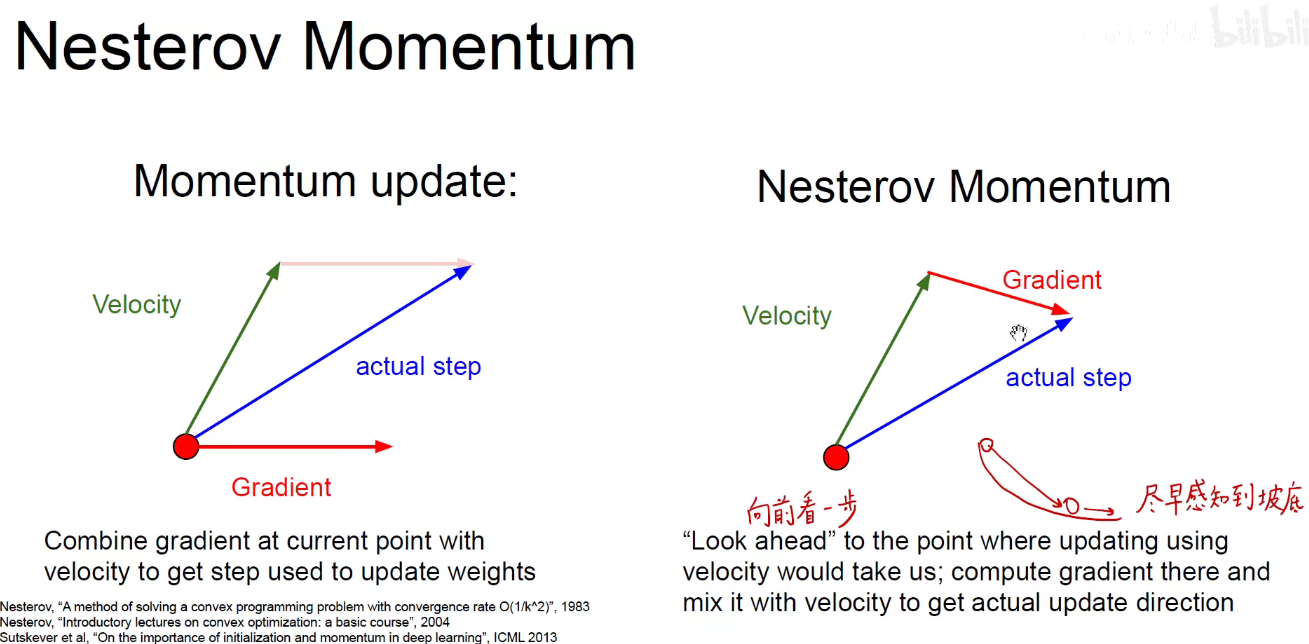 Nesterov Momentum
bilibili
Momentum update:
Velocity
actual step
Gradient
Combine gradient at current point with
velocity to get step used to update weights
Nesterov Momentum
Gradient
Velocity
actual step
向前看一步
尽早感知到坡底
“Look ahead” to the point where updating using
velocity would take us; compute gradient there and
mix it with velocity to get actual update direction
Nesterov, “A method of solving a convex programming problem with convergence rate O(1/k^2)”, 1983
Nesterov, “Introductory lectures on convex optimization: a basic course”, 2004
Sutskever et al, “On the importance of initialization and momentum in deep learning”, ICML 2013